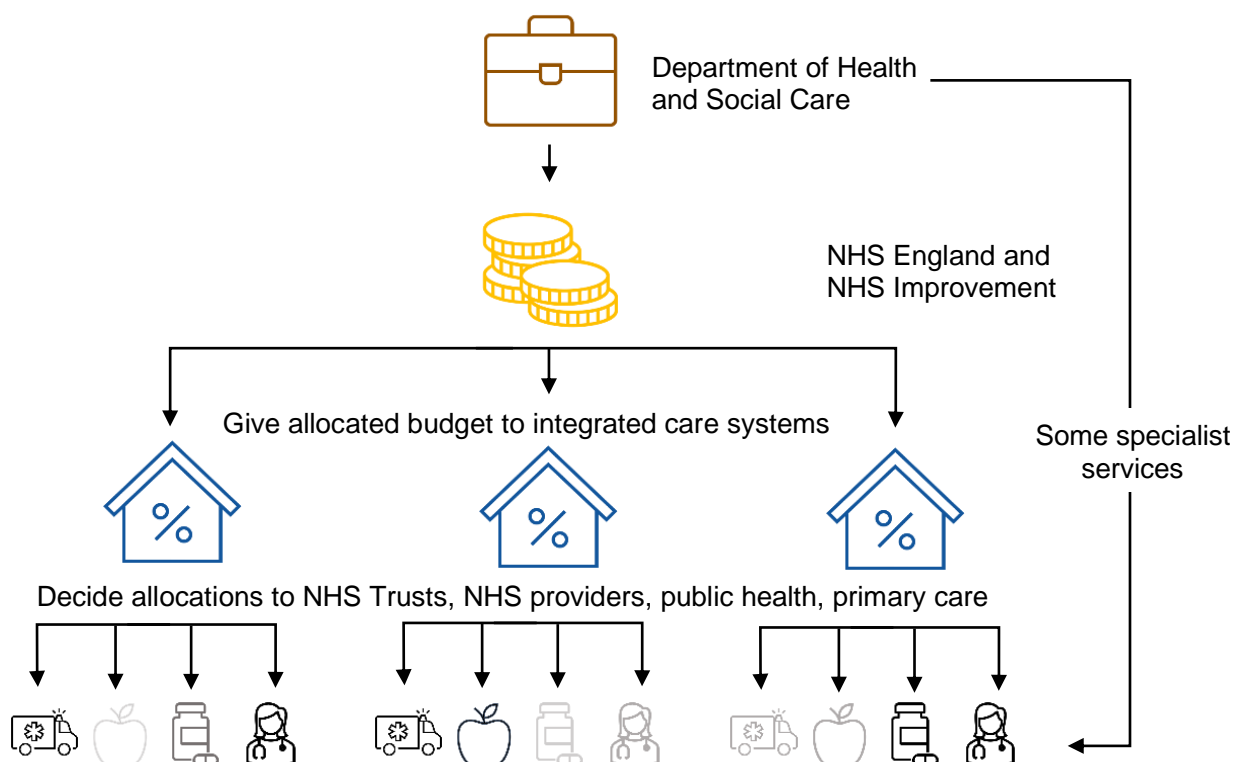 Department of Health
and Social Care
NHS England and
NHS Improvement
Give allocated budget to integrated care systems
Some specialist
services
% % %
Decide allocations to NHS Trusts, NHS providers, public health, primary care